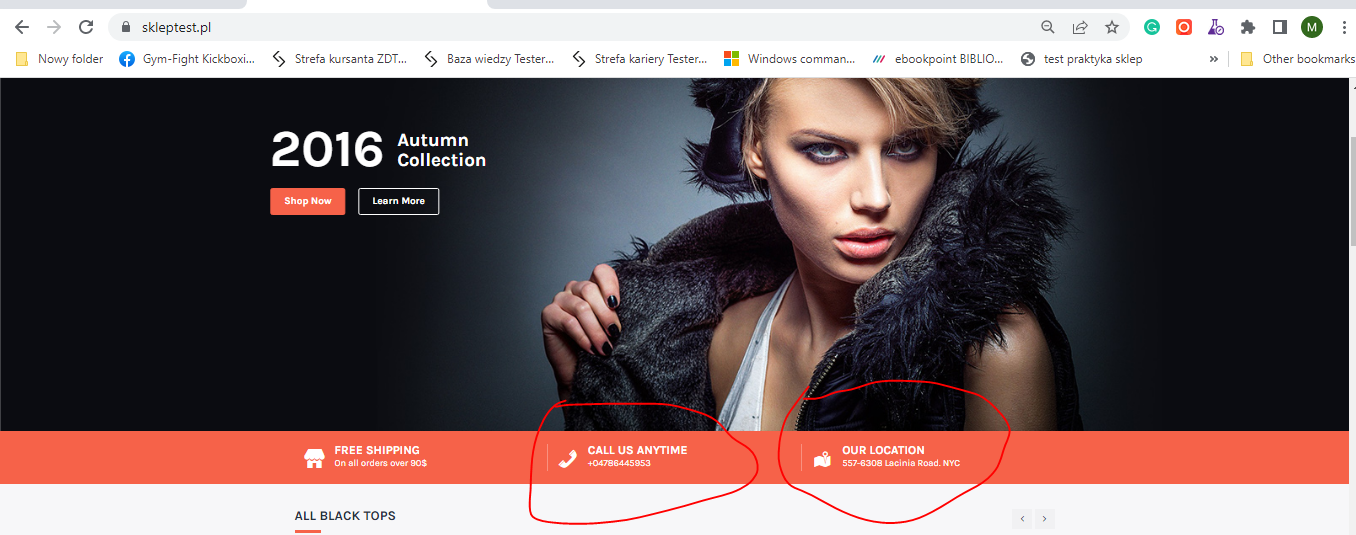 skleptest.pl
M
Nowy folder
Gym-Fight Kickboxi...
Strefa kursanta ZDT...
Baza wiedzy Tester...
Strefa kariery Tester...
Windows comman...
ebookpoint BIBLIO...
test praktyka sklep
»
Other bookmarks
2016 Autumn
Collection
Shop Now
Learn More
FREE SHIPPING
On all orders over 90$
CALL US ANYTIME
+04786445953
OUR LOCATION
557-6308 Lacinia Road. NYC
ALL BLACK TOPS